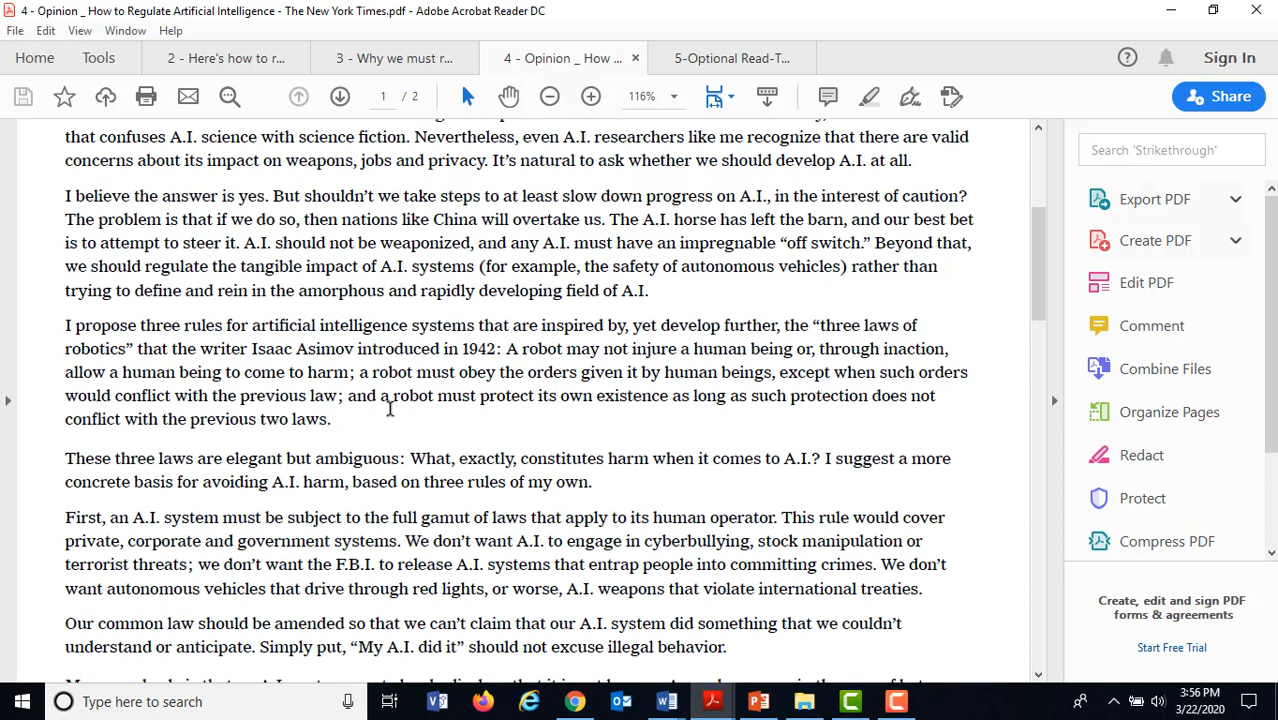 4 - Opinion _ How to Regulate Artificial Intelligence - The New York Times.pdf - Adobe Acrobat Reader DC
File Edit View Window Help
Home Tools 2 - Here's how to r... 3 - Why we must r... 4 - Opinion _ How ... 5-Optional Read-T... Sign In
1 / 2 116% Share
that confuses A.I. science with science fiction. Nevertheless, even A.I. researchers like me recognize that there are valid
concerns about its impact on weapons, jobs and privacy. It's natural to ask whether we should develop A.I. at all.
I believe the answer is yes. But shouldn't we take steps to at least slow down progress on A.I., in the interest of caution?
The problem is that if we do so, then nations like China will overtake us. The A.I. horse has left the barn, and our best bet
is to attempt to steer it. A.I. should not be weaponized, and any A.I. must have an impregnable “off switch.” Beyond that,
we should regulate the tangible impact of A.I. systems (for example, the safety of autonomous vehicles) rather than
trying to define and rein in the amorphous and rapidly developing field of A.I.
I propose three rules for artificial intelligence systems that are inspired by, yet develop further, the “three laws of
robotics” that the writer Isaac Asimov introduced in 1942: A robot may not injure a human being or, through inaction,
allow a human being to come to harm; a robot must obey the orders given it by human beings, except when such orders
would conflict with the previous law; and a robot must protect its own existence as long as such protection does not
conflict with the previous two laws.
These three laws are elegant but ambiguous: What, exactly, constitutes harm when it comes to A.I.? I suggest a more
concrete basis for avoiding A.I. harm, based on three rules of my own.
First, an A.I. system must be subject to the full gamut of laws that apply to its human operator. This rule would cover
private, corporate and government systems. We don't want A.I. to engage in cyberbullying, stock manipulation or
terrorist threats; we don't want the F.B.I. to release A.I. systems that entrap people into committing crimes. We don't
want autonomous vehicles that drive through red lights, or worse, A.I. weapons that violate international treaties.
Our common law should be amended so that we can't claim that our A.I. system did something that we couldn't
understand or anticipate. Simply put, “My A.I. did it” should not excuse illegal behavior.
Search 'Strikethrough'
Export PDF
Create PDF
Edit PDF
Comment
Combine Files
Organize Pages
Redact
Protect
Compress PDF
Create, edit and sign PDF
forms & agreements
Start Free Trial
Type here to search
3:56 PM
3/22/2020